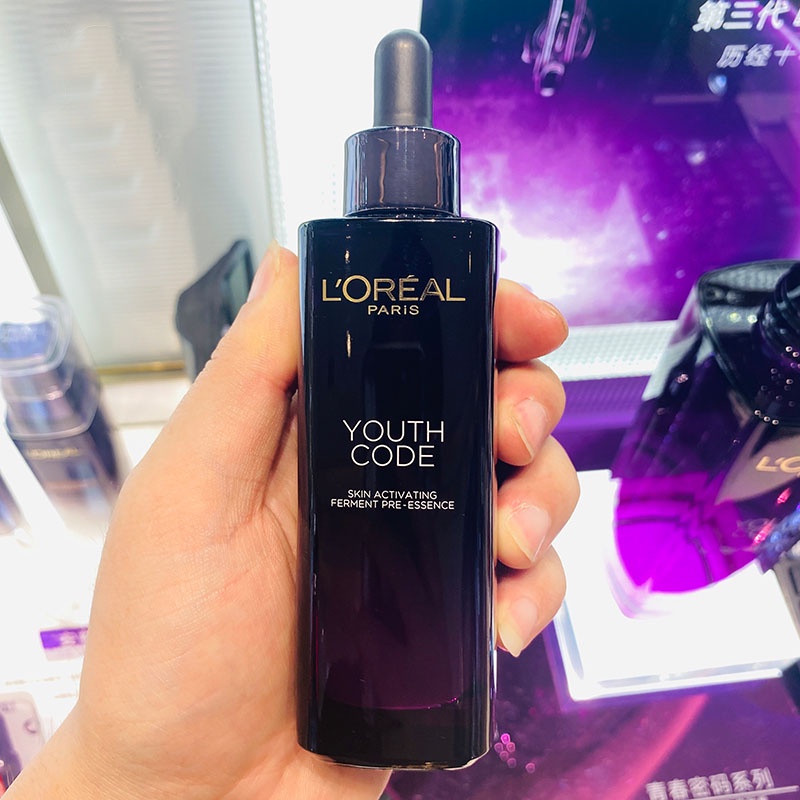 第三代
历经十
L'ORÉAL
PARIS
YOUTH
CODE
SKIN ACTIVATING
FERMENT PRE-ESSENCE
L'ORÉAL
L'O
青春密码系列